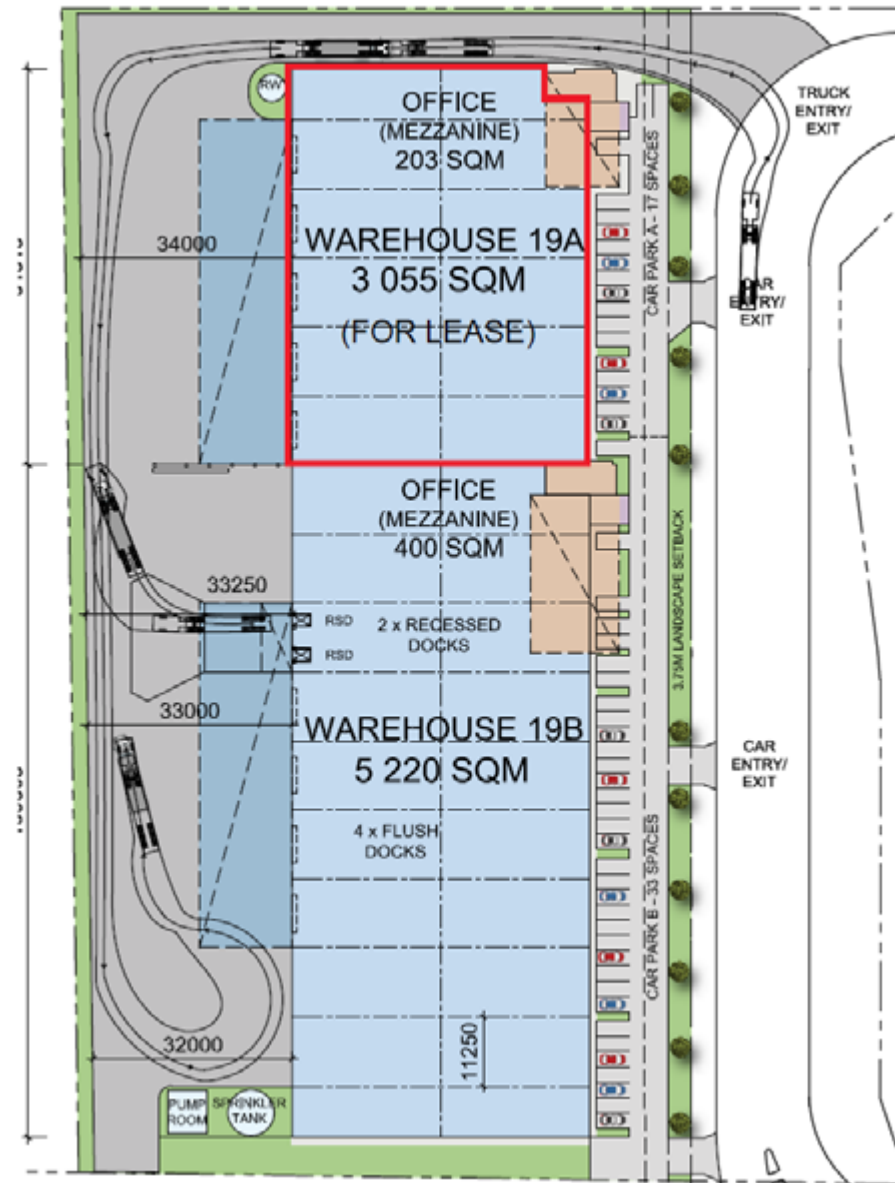 RW
OFFICE
(MEZZANINE)
203 SQM
TRUCK
ENTRY/
EXIT
34000
WAREHOUSE 19A
3 055 SQM
(FOR LEASE)
CAR PARK A - 17 SPACES
CAR
ENTRY/
EXIT
OFFICE
(MEZZANINE)
400 SQM
3.75M LANDSCAPE SETBACK
33250
RSD
2 x RECESSED
DOCKS
RSD
33000
WAREHOUSE 19B
5 220 SQM
CAR
ENTRY/
EXIT
4 x FLUSH
DOCKS
CAR PARK B - 33 SPACES
32000
11250
PUMP
ROOM
SPRINKLER
TANK